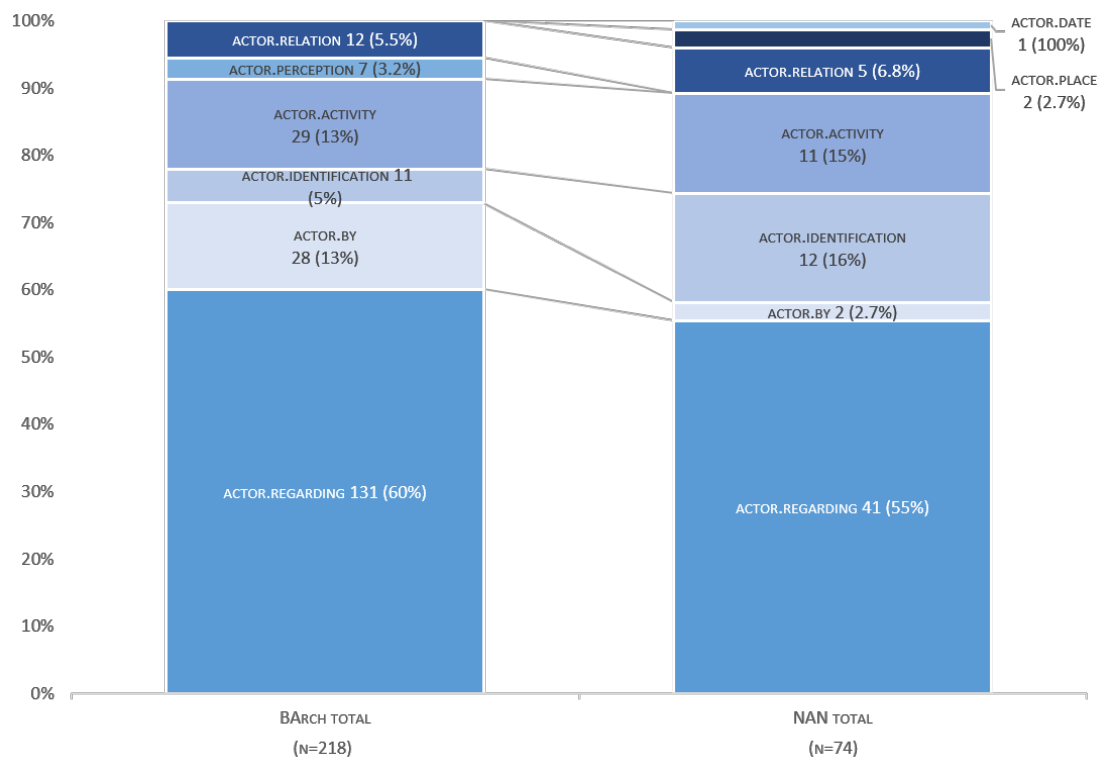 100%
90%
80%
70%
60%
50%
40%
30%
20%
10%
0%
ACTOR.RELATION 12 (5.5%)
ACTOR.PERCEPTION 7 (3.2%)
ACTOR.ACTIVITY
29 (13%)
ACTOR.IDENTIFICATION 11
(5%)
ACTOR.BY
28 (13%)
ACTOR.REGARDING 131 (60%)
ACTOR.RELATION 5 (6.8%)
ACTOR.ACTIVITY
11 (15%)
ACTOR.IDENTIFICATION
12 (16%)
ACTOR.BY 2 (2.7%)
ACTOR.REGARDING 41 (55%)
ACTOR.DATE
1 (100%)
ACTOR.PLACE
2 (2.7%)
BARCH TOTAL
(N=218)
NAN TOTAL
(N=74)